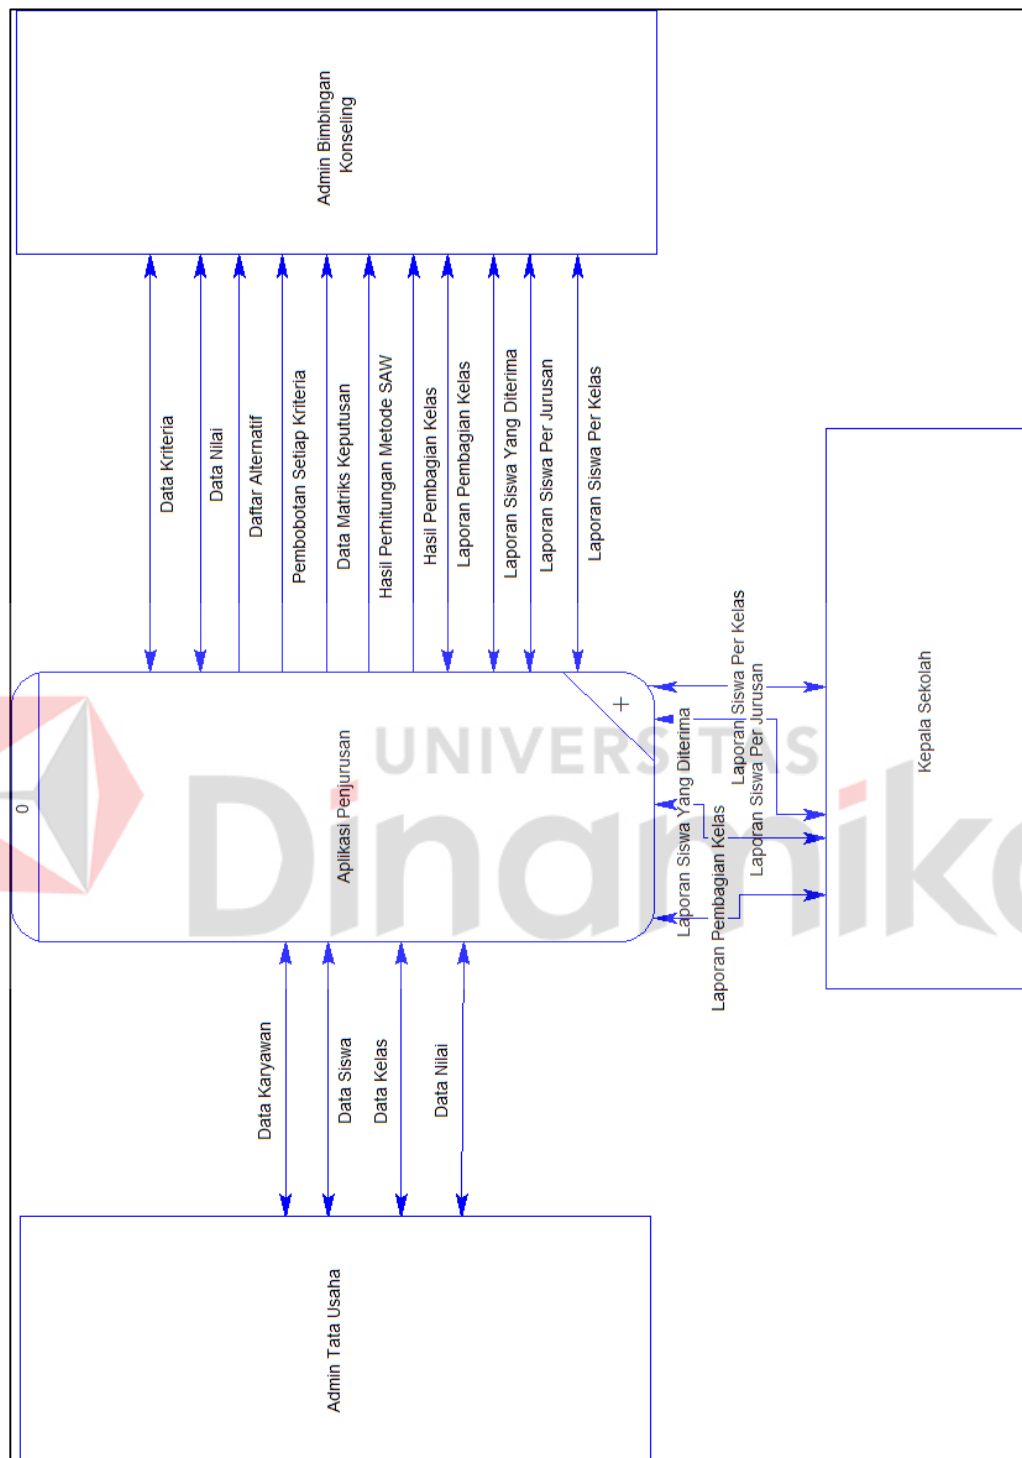 Admin Tata Usaha
Data Karyawan
Data Siswa
Data Kelas
Data Nilai
0
Aplikasi Penjurusan
+
Data Kriteria
Data Nilai
Daftar Alternatif
Pembobotan Setiap Kriteria
Data Matriks Keputusan
Hasil Perhitungan Metode SAW
Hasil Pembagian Kelas
Laporan Pembagian Kelas
Laporan Siswa Yang Diterima
Laporan Siswa Per Jurusan
Laporan Siswa Per Kelas
Admin Bimbingan
Konseling
Laporan Siswa Yang Diterima
Laporan Pembagian Kelas
Laporan Siswa Per Kelas
Laporan Siswa Per Jurusan
Kepala Sekolah
UNIVERSITAS
Dinamika